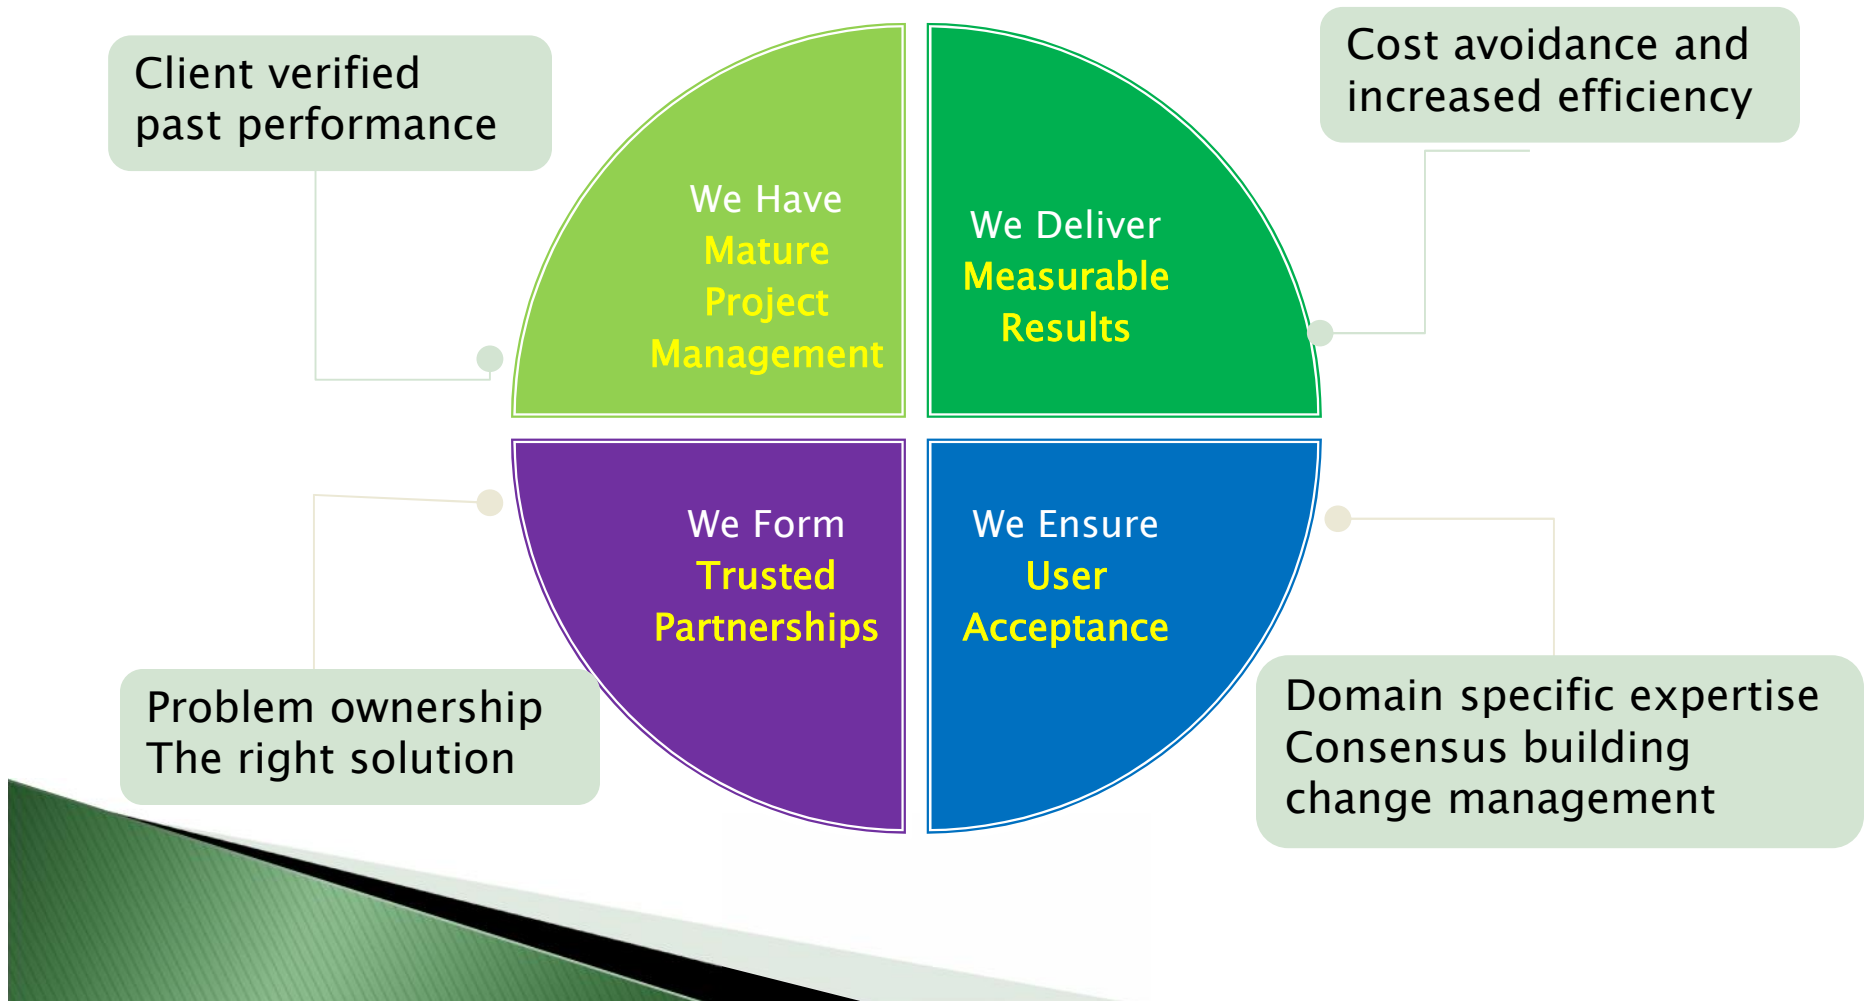 Client verified
past performance
Cost avoidance and
increased efficiency
We Have
Mature
Project
Management
We Deliver
Measurable
Results
We Form
Trusted
Partnerships
We Ensure
User
Acceptance
Problem ownership
The right solution
Domain specific expertise
Consensus building
change management